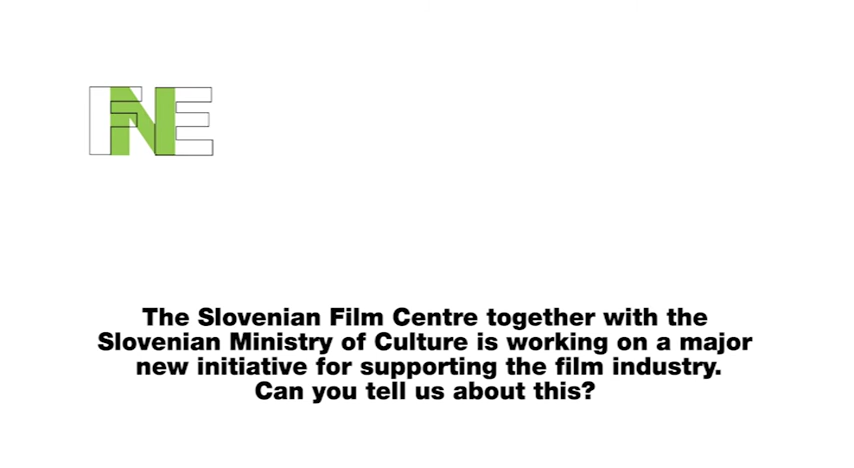 FNE
The Slovenian Film Centre together with the
Slovenian Ministry of Culture is working on a major
new initiative for supporting the film industry.
Can you tell us about this?